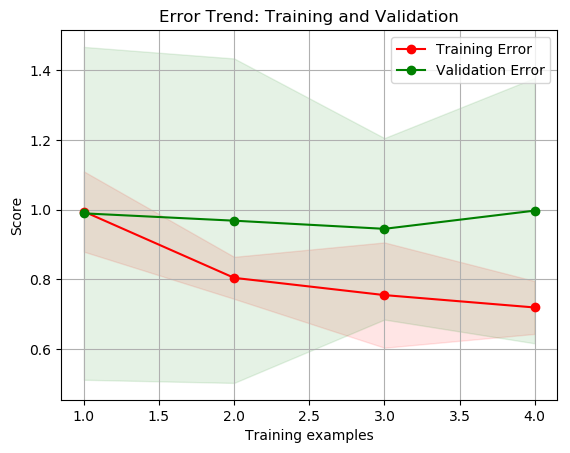 Error Trend: Training and Validation
Training Error
Validation Error
1.4
1.2
1.0
0.8
0.6
Score
1.0
1.5
2.0
2.5
3.0
3.5
4.0
Training examples